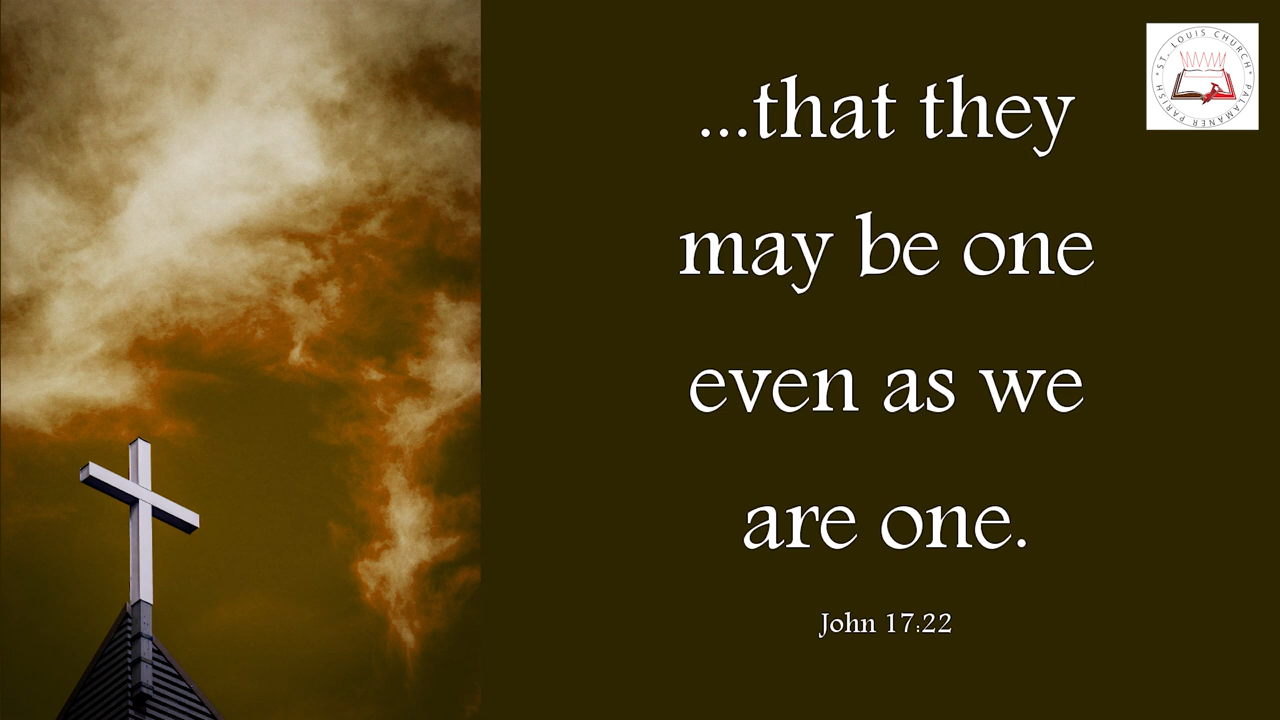 ...that they
may be one
even as we
are one.
John 17:22
* ST. LOUIS CHURCH * PALAMANER PARISH